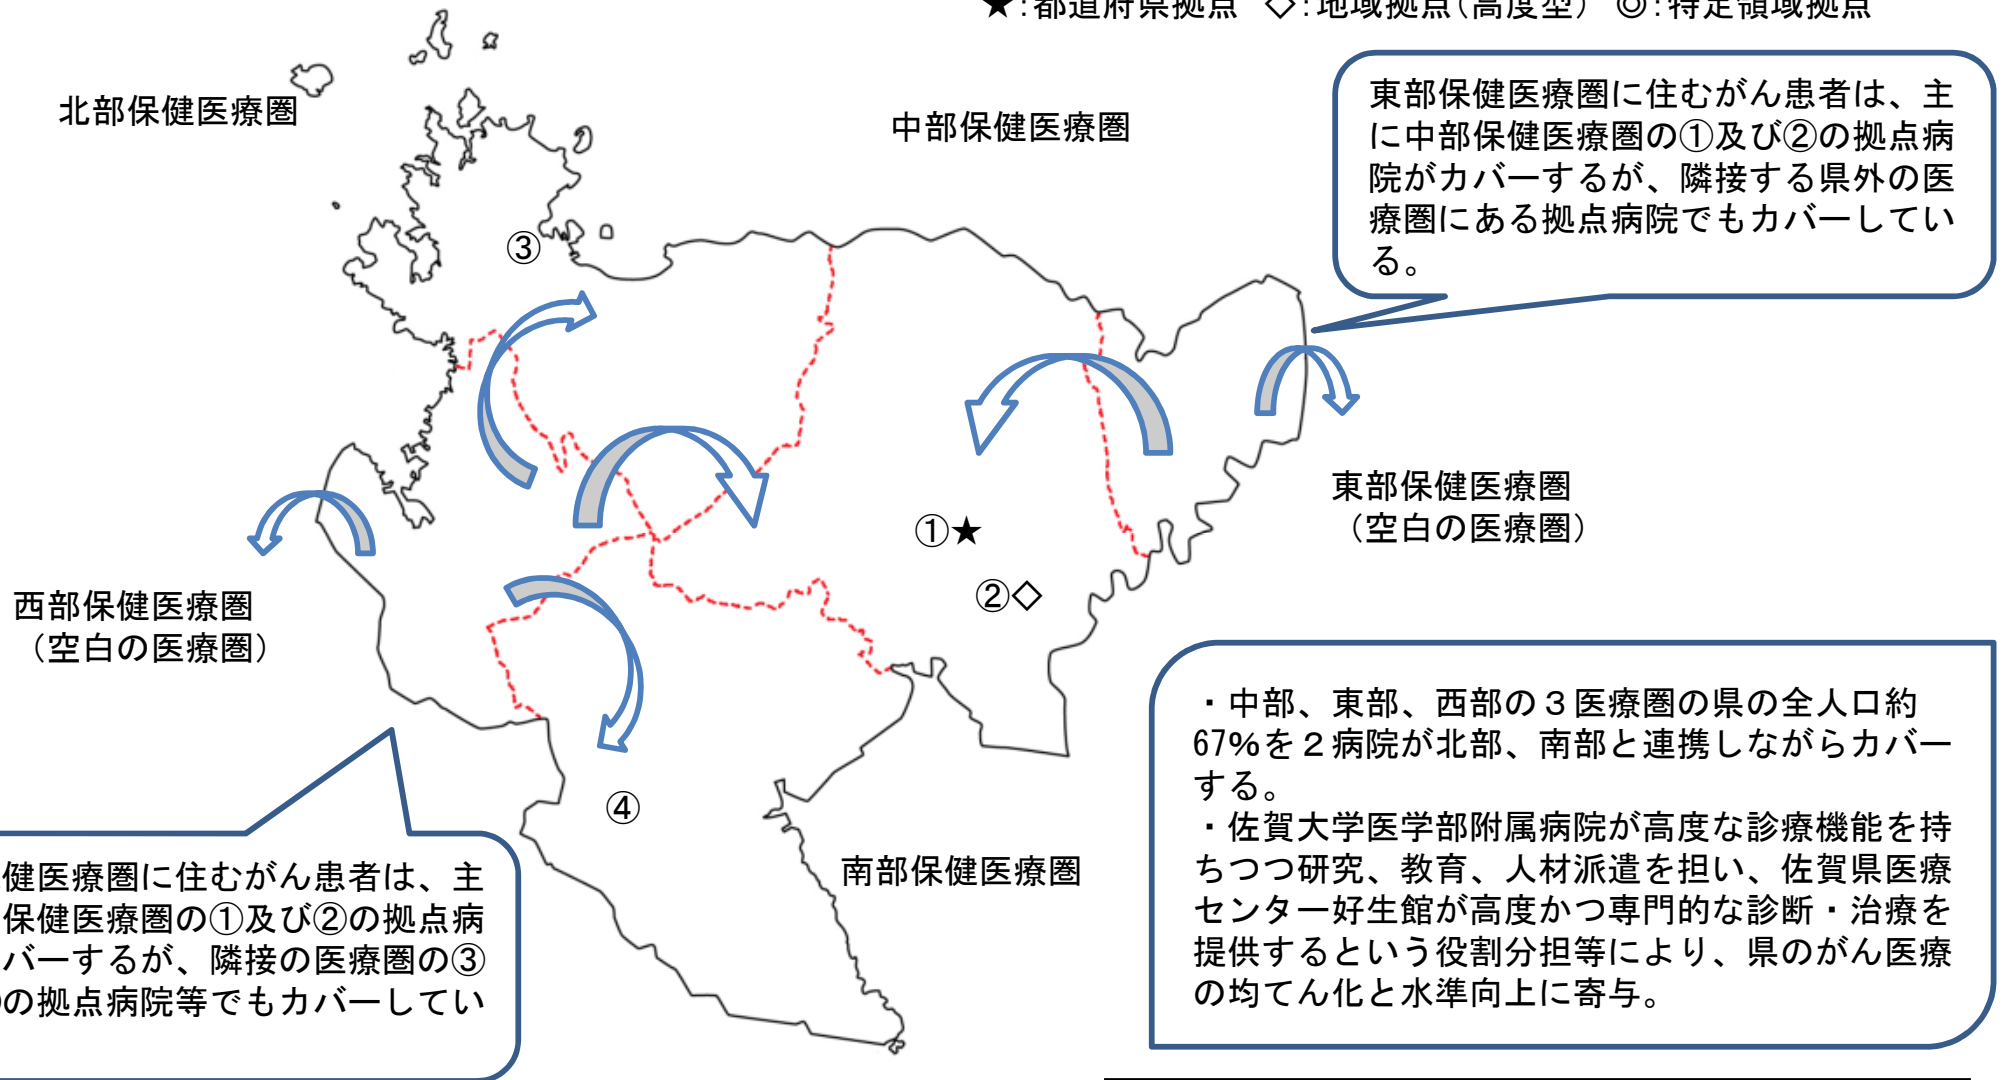 ★:都道府県拠点 ◇:地域拠点(高度型) ◎:特定領域拠点
北部保健医療圏
中部保健医療圏
東部保健医療圏に住むがん患者は、主
に中部保健医療圏の①及び②の拠点病
院がカバーするが、隣接する県外の医
療圏にある拠点病院でもカバーしてい
る。
③
東部保健医療圏
（空白の医療圏）
①★
②◇
西部保健医療圏
（空白の医療圏）
・中部、東部、西部の３医療圏の県の全人口約
67%を２病院が北部、南部と連携しながらカバー
する。
・佐賀大学医学部附属病院が高度な診療機能を持
ちつつ研究、教育、人材派遣を担い、佐賀県医療
センター好生館が高度かつ専門的な診断・治療を
提供するという役割分担等により、県のがん医療
の均てん化と水準向上に寄与。
④
南部保健医療圏
健医療圏に住むがん患者は、主
保健医療圏の①及び②の拠点病
バーするが、隣接の医療圏の③
の拠点病院等でもカバーしてい